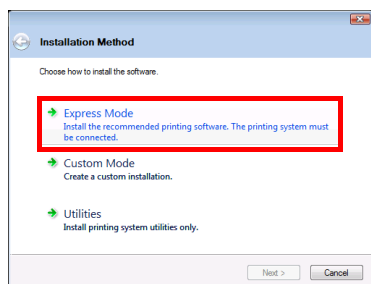 Installation Method
Choose how to install the software.
Express Mode
Install the recommended printing software. The printing system must
be connected.
Custom Mode
Create a custom installation.
Utilities
Install printing system utilities only.
Next > Cancel